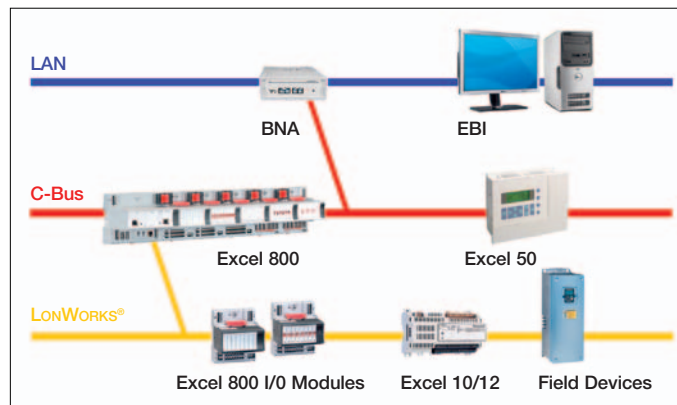 LAN
BNA
EBI
C-Bus
Excel 800
Excel 50
LONWORKS®
Excel 800 I/0 Modules
Excel 10/12
Field Devices